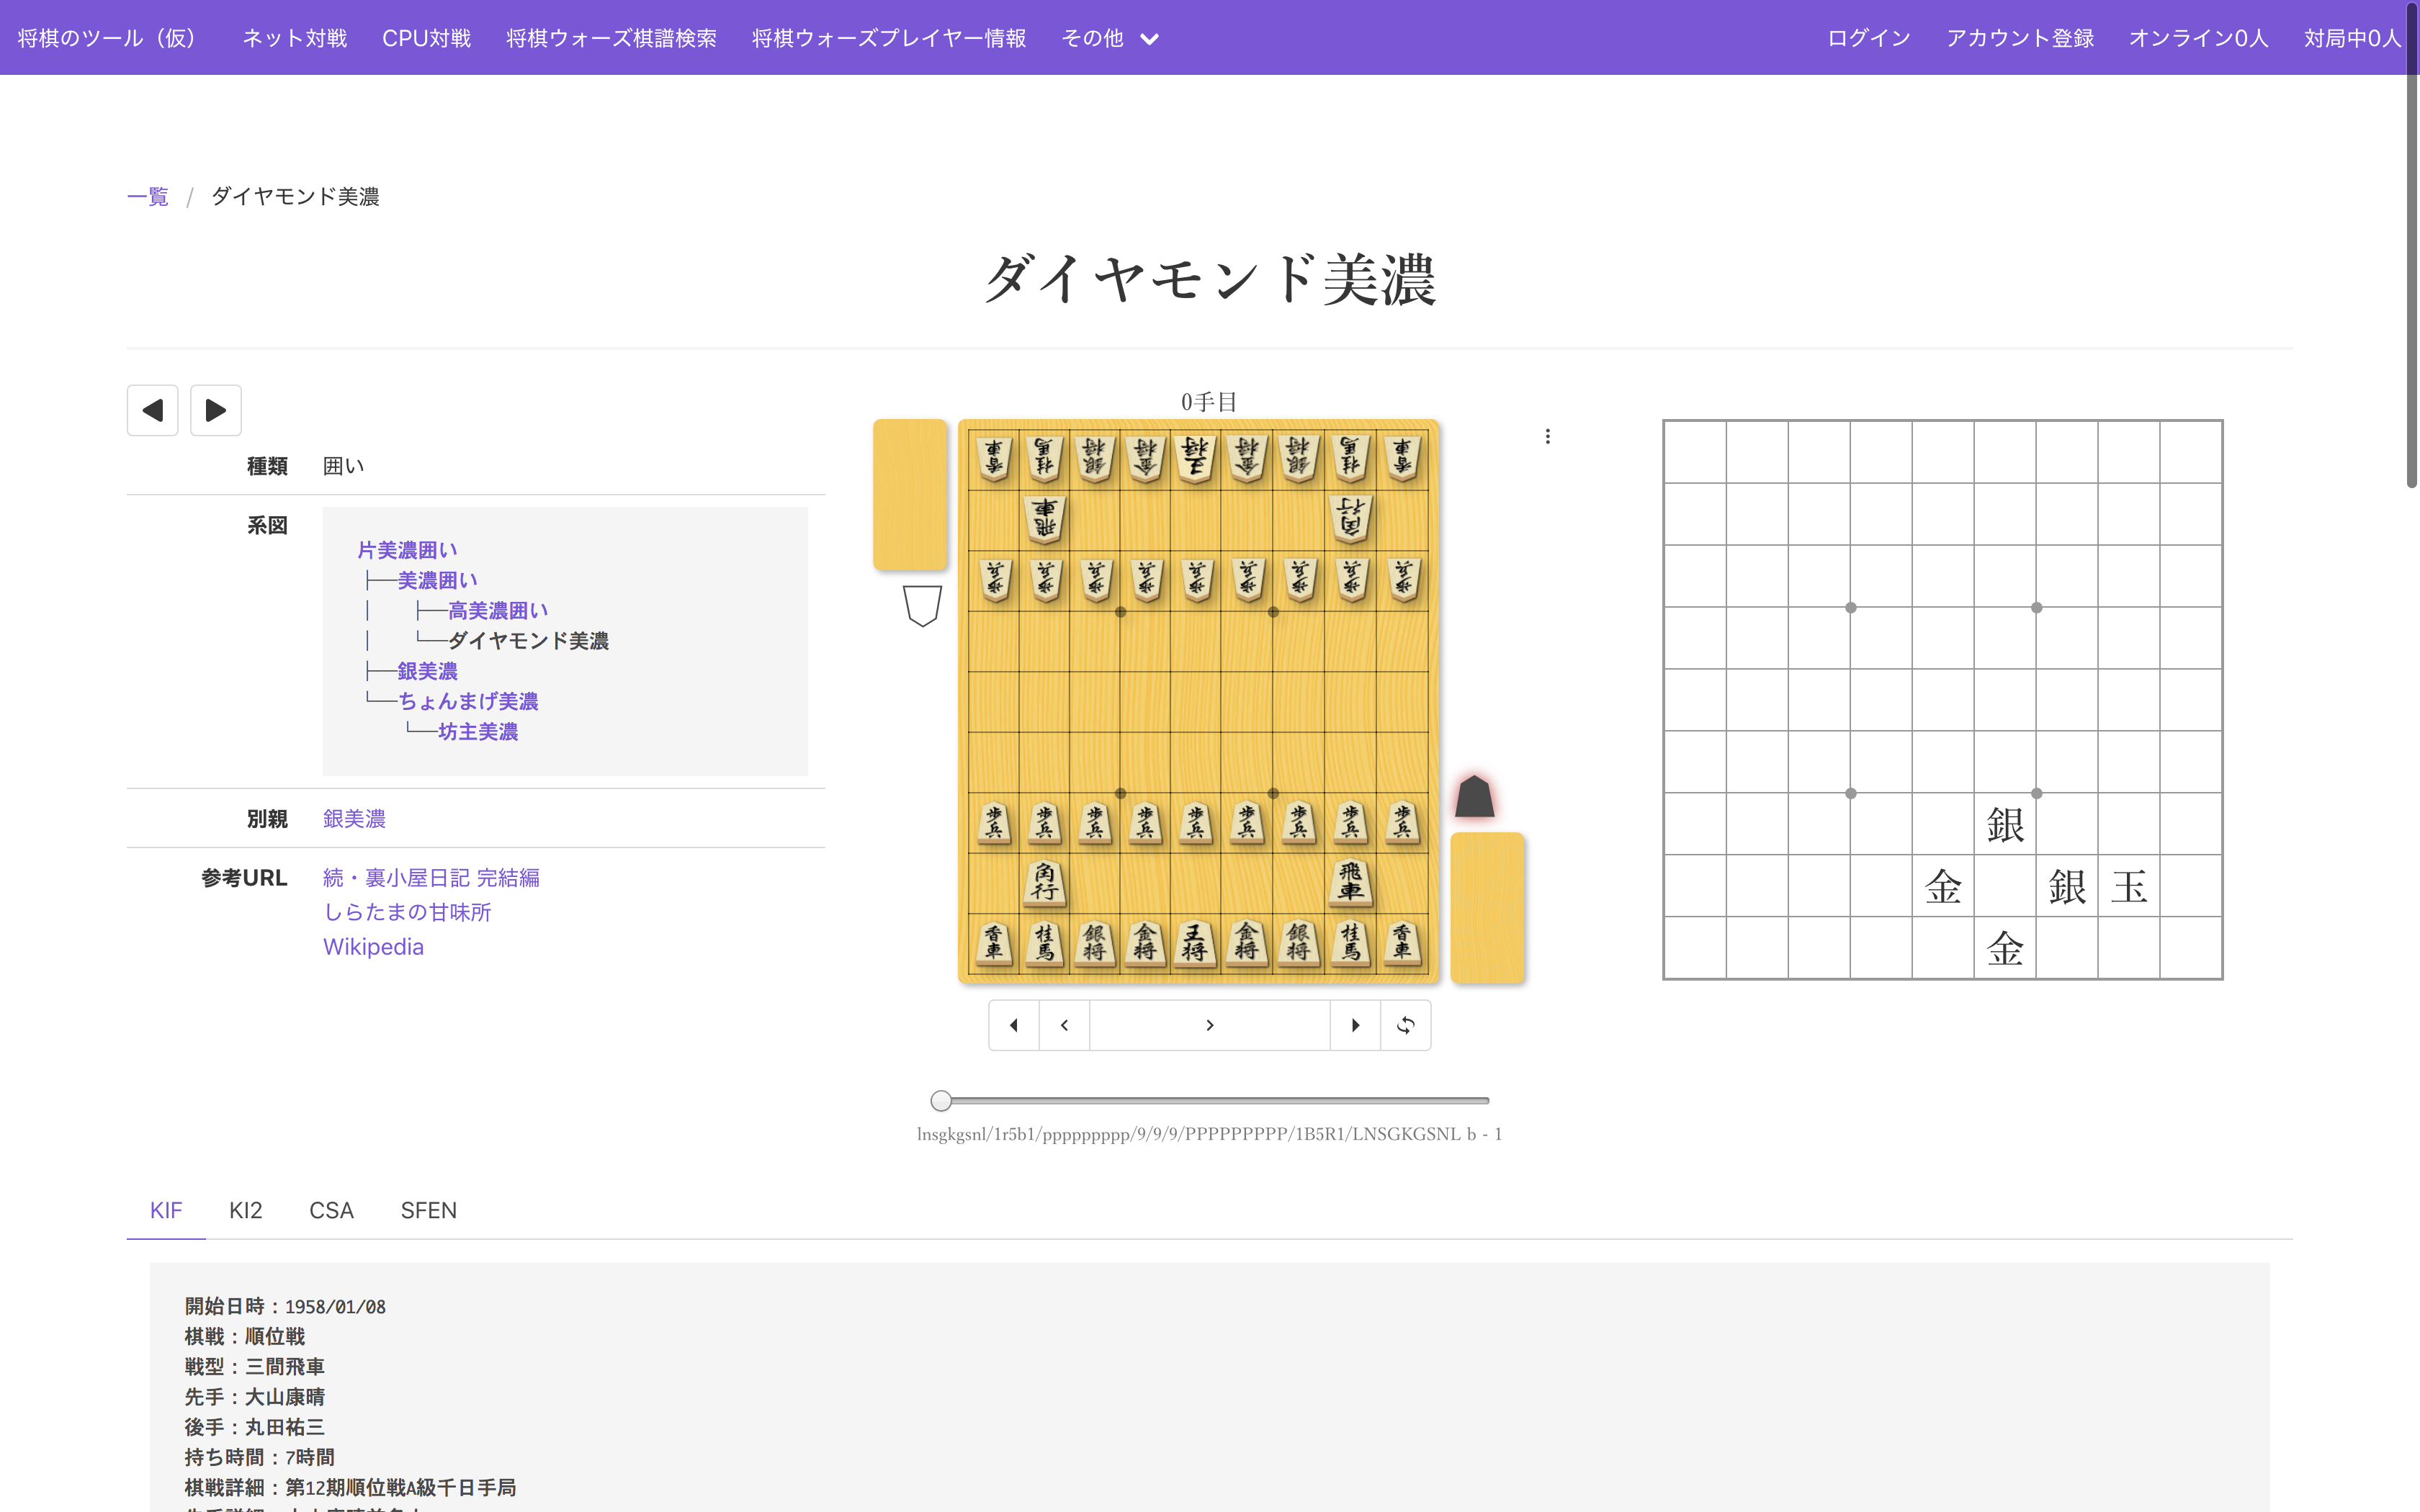 将棋のツール（仮） ネット対戦 CPU対戦 将棋ウォーズ棋譜検索 将棋ウォーズプレイヤー情報 その他 ログイン アカウント登録 オンライン0人 対局中0人
一覧 / ダイヤモンド美濃
ダイヤモンド美濃
種類 囲い
系図
片美濃囲い
├──美濃囲い
│ ├──高美濃囲い
│ └──ダイヤモンド美濃
├──銀美濃
└──ちょんまげ美濃
└──坊主美濃
別親 銀美濃
参考URL 続・裏小屋日記 完結編
しらたまの甘味所
Wikipedia
0手目
香車 桂馬 銀将 金将 王将 金将 銀将 桂馬 香車
飛車 角行
歩兵 歩兵 歩兵 歩兵 歩兵 歩兵 歩兵 歩兵 歩兵
歩兵 歩兵 歩兵 歩兵 歩兵 歩兵 歩兵 歩兵 歩兵
角行 飛車
香車 桂馬 銀将 金将 王将 金将 銀将 桂馬 香車
銀
金 銀 玉
金
lnsgkgsnl/1r5b1/ppppppppp/9/9/9/PPPPPPPPP/1B5R1/LNSGKGSNL b - 1
KIF KI2 CSA SFEN
開始日時：1958/01/08
棋戦：順位戦
戦型：三間飛車
先手：大山康晴
後手：丸田祐三
持ち時間：7時間
棋戦詳細：第12期順位戦A級千日手局